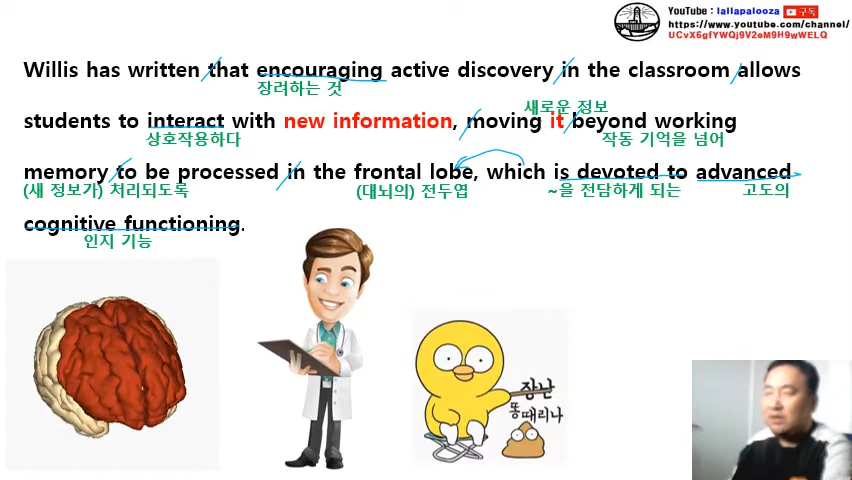 YouTube : lallapalooza 구독
https://www.youtube.com/channel/
UCvX6gfYWQj9V2eM9H9wWELQ
Willis has written that encouraging active discovery in the classroom allows
장려하는 것
새로운 정보
students to interact with new information, moving it beyond working
상호작용하다 작동 기억을 넘어
memory to be processed in the frontal lobe, which is devoted to advanced
(새 정보가) 처리되도록 (대뇌의) 전두엽 ~을 전담하게 되는 고도의
cognitive functioning.
인지 기능
장난
똥때리나